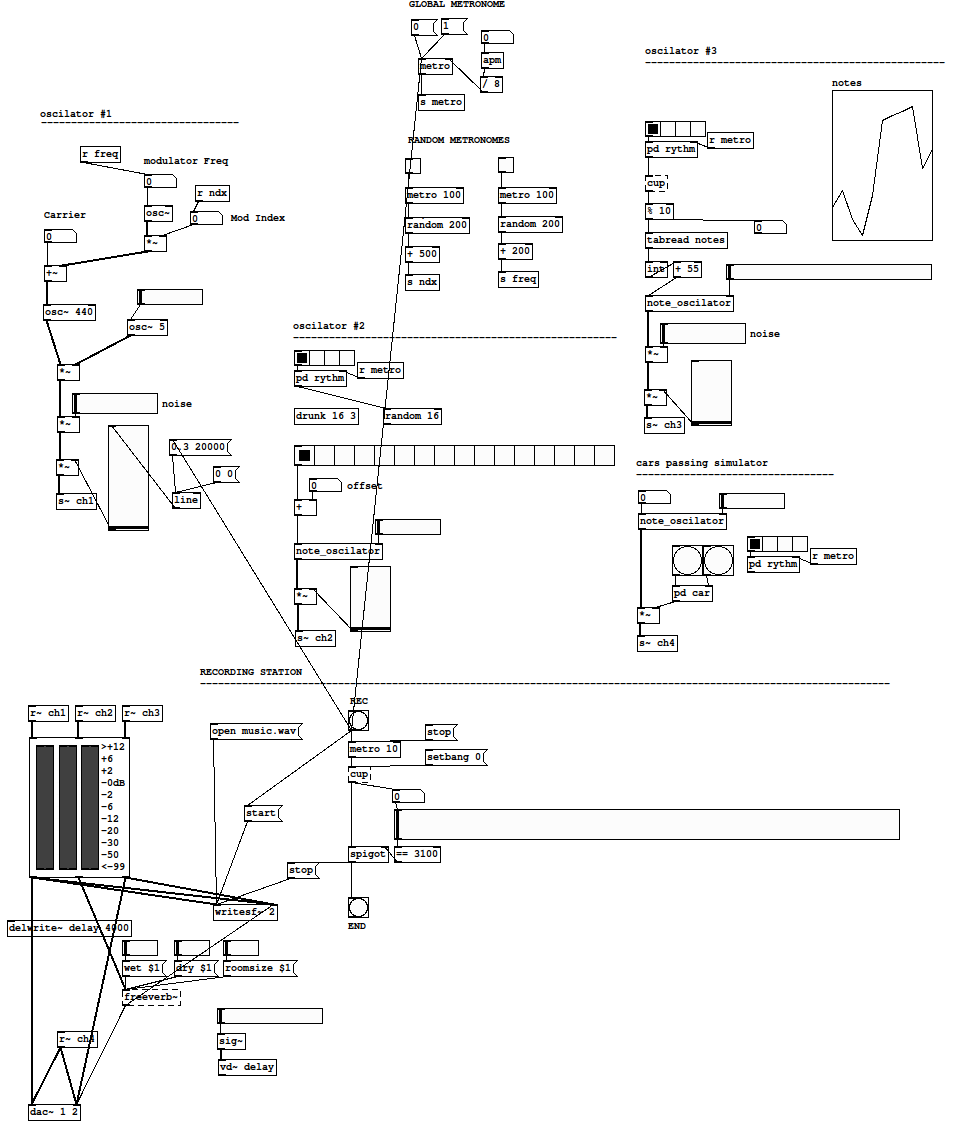 GLOBAL METRONOME
0
1
0
apm
metro
/ 8
s metro
RANDOM METRONOMES
metro 100
metro 100
random 200
random 200
+ 500
+ 200
s ndx
s freq
oscilator #1
r freq
modulator Freq
0
r ndx
osc~
0
Mod Index
Carrier
0
*~
+~
osc~ 440
osc~ 5
*~
noise
*~
*~
s~ ch1
0.3 20000
0 0
line
oscilator #2
pd rythm
r metro
drunk 16 3
random 16
0
offset
+
note_oscilator
*~
s~ ch2
oscilator #3
notes
pd rythm
r metro
cup
% 10
0
tabread notes
int
+ 55
note_oscilator
noise
*~
*~
s~ ch3
cars passing simulator
0
note_oscilator
pd rythm
r metro
pd car
*~
s~ ch4
RECORDING STATION
REC
r~ ch1
r~ ch2
r~ ch3
>+12
+6
+2
-0dB
-2
-6
-12
-20
-30
-50
<-99
open music.wav
stop
metro 10
setbang 0
cup
0
start
spigot
== 3100
stop
writesf~ 2
END
delwrite~ delay 4000
wet $1
dry $1
roomsize $1
freeverb~
r~ ch4
sig~
vd~ delay
dac~ 1 2